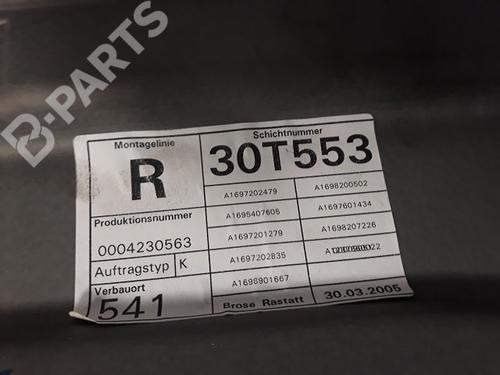 B-PARTS
Montagelinie
R
Schichtnummer
30T553
Produktionsnummer
0004230563
Auftragstyp K
Verbauort
541
A1697202479
A1698200502
A1695407605
A1697601434
A1697201279
A1698207226
A1697202835
A1698901667
Brose Rastatt
30.03.2005